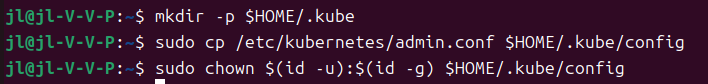 jl@jl-V-V-P:~$ mkdir -p $HOME/.kube
jl@jl-V-V-P:~$ sudo cp /etc/kubernetes/admin.conf $HOME/.kube/config
jl@jl-V-V-P:~$ sudo chown $(id -u):$(id -g) $HOME/.kube/config